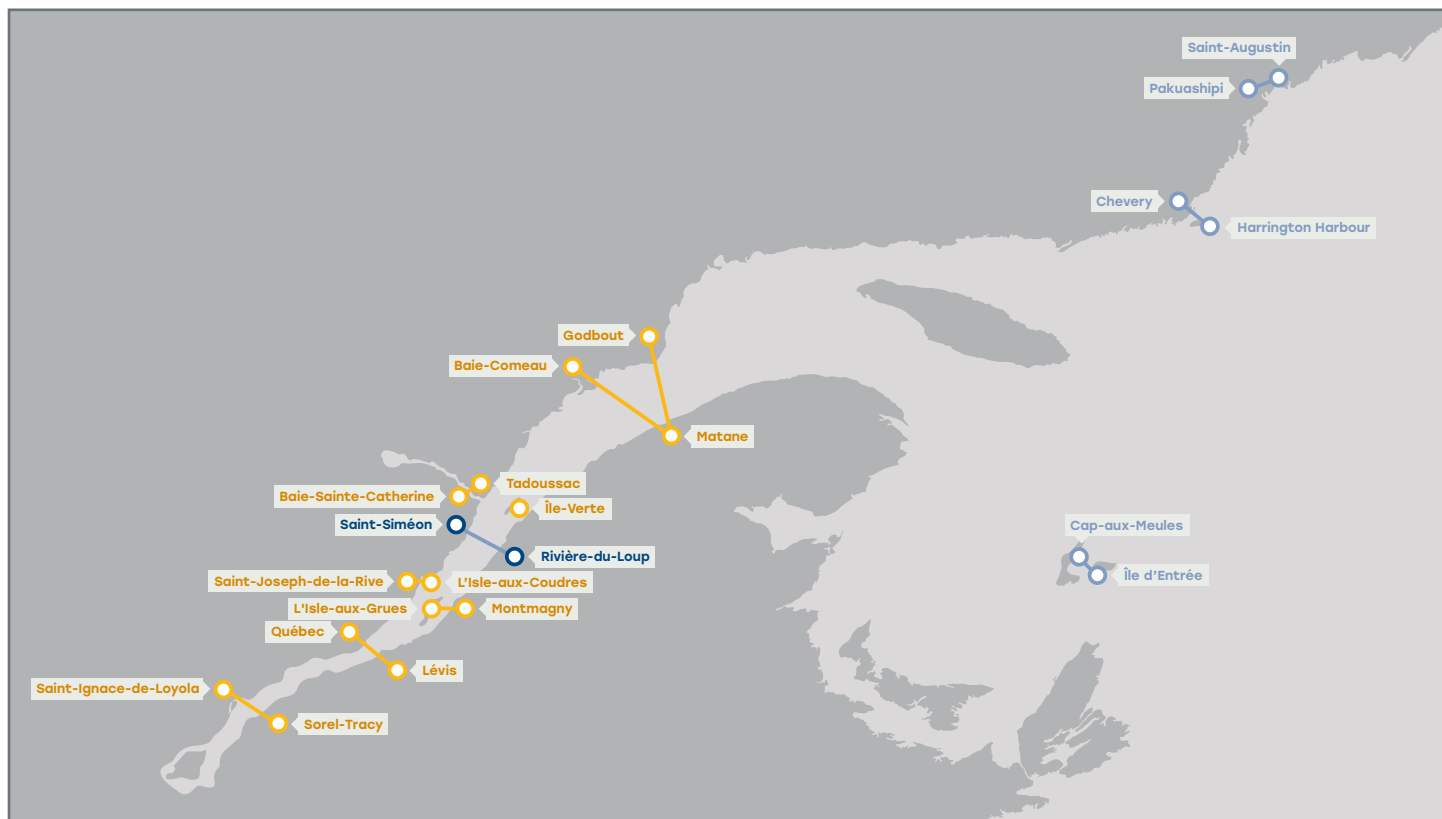 Saint-Augustin
Pakuashipi
Chevery
Harrington Harbour
Godbout
Baie-Comeau
Matane
Tadoussac
Baie-Sainte-Catherine
Île-Verte
Saint-Siméon
Cap-aux-Meules
Rivière-du-Loup
Île d'Entrée
Saint-Joseph-de-la-Rive
L'Isle-aux-Coudres
L'Isle-aux-Grues
Montmagny
Québec
Lévis
Saint-Ignace-de-Loyola
Sorel-Tracy